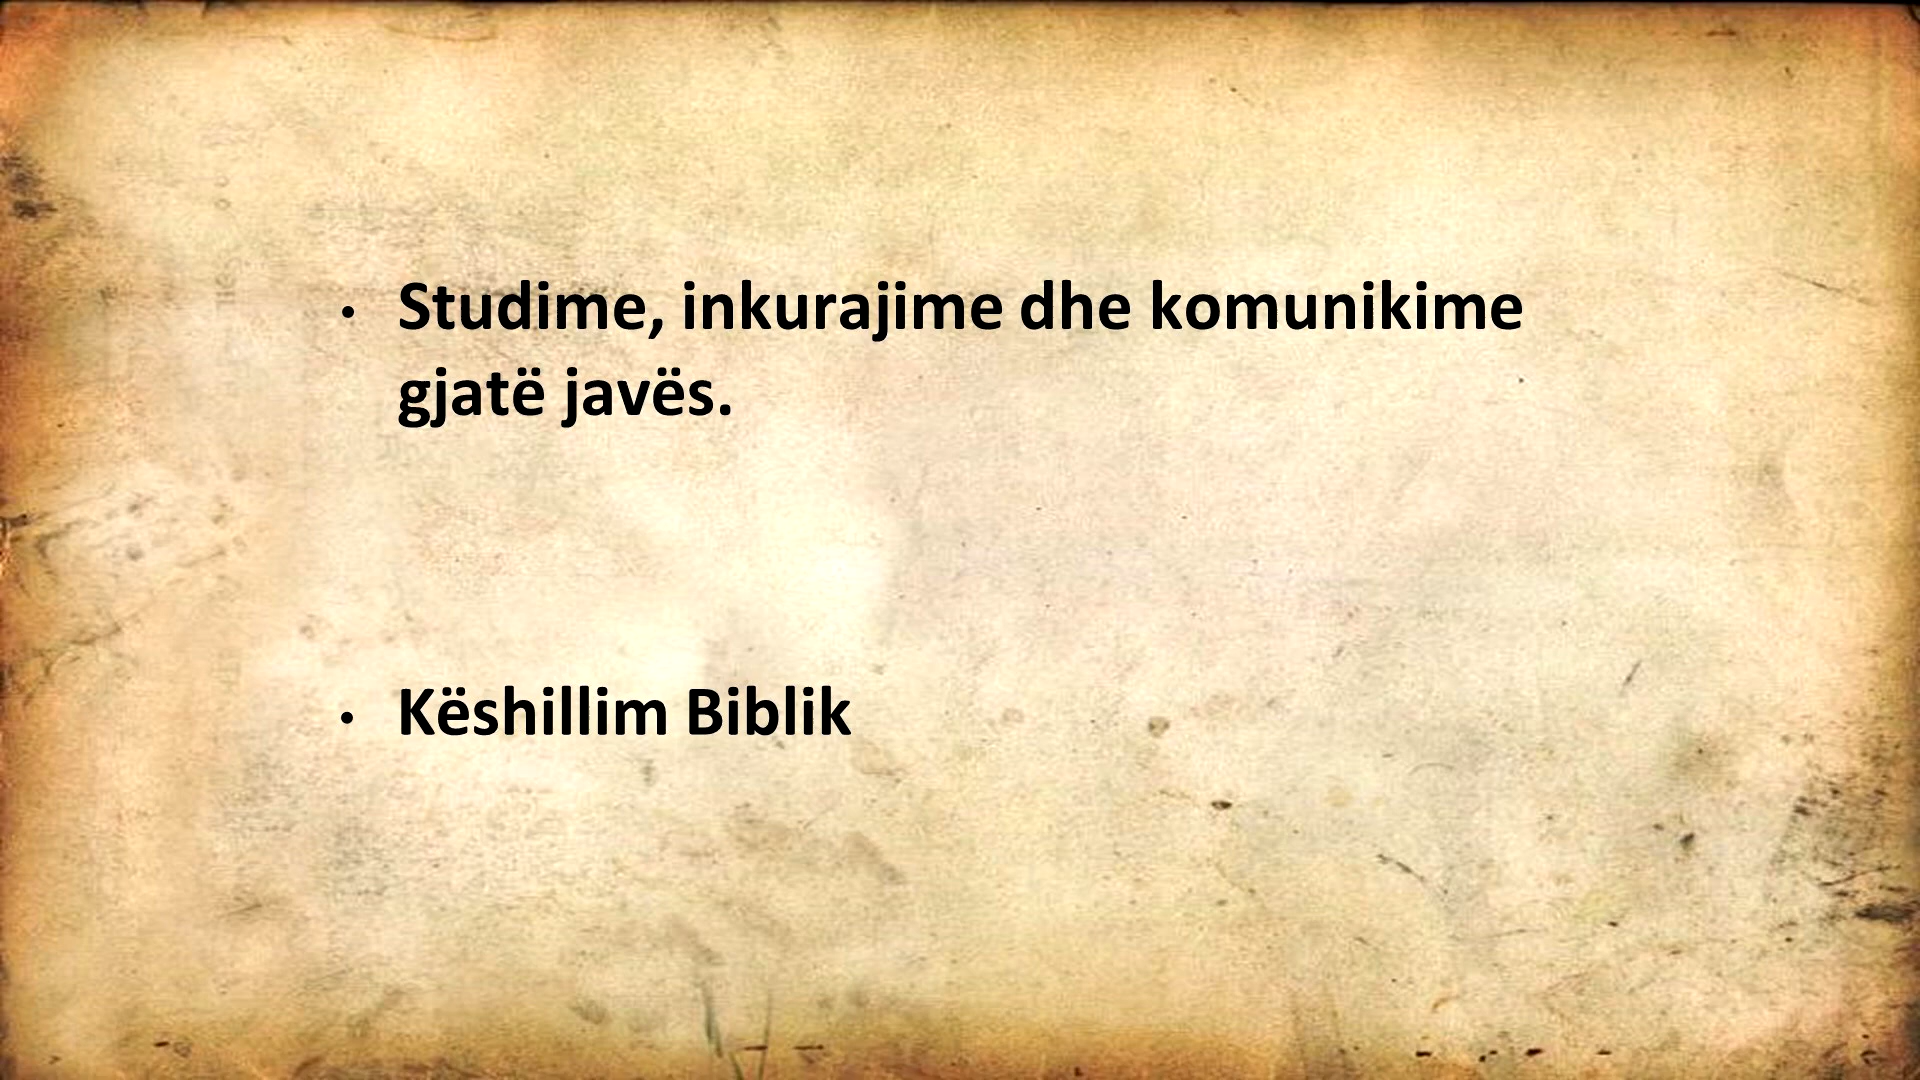 • Studime, inkurajime dhe komunikime
gjatë javës.
• Këshillim Biblik